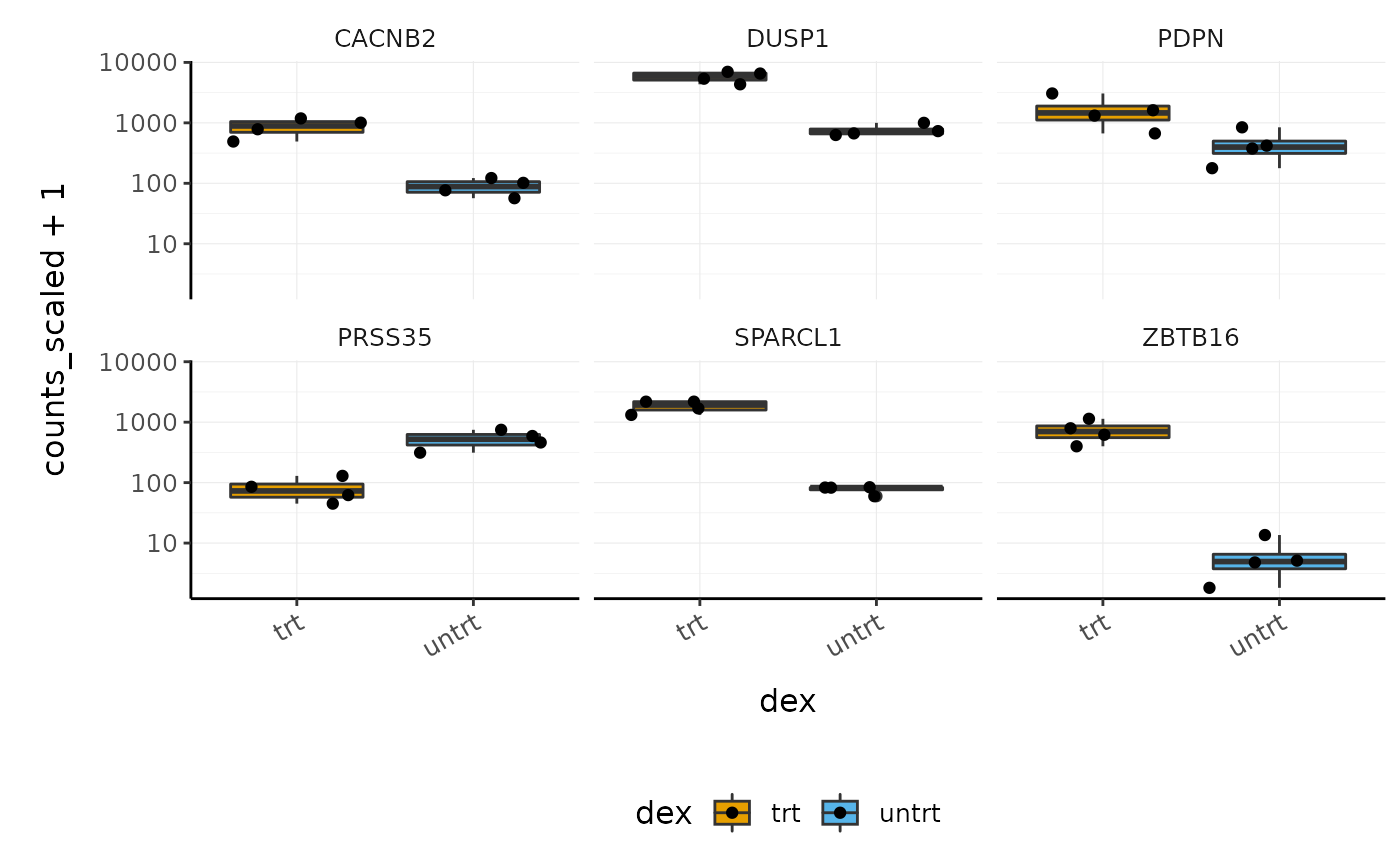 CACNB2 DUSP1 PDPN
10000
1000
100
10
PRSS35 SPARCL1 ZBTB16
10000
1000
100
10
counts_scaled + 1
trt untrt trt untrt trt untrt
dex
dex trt untrt